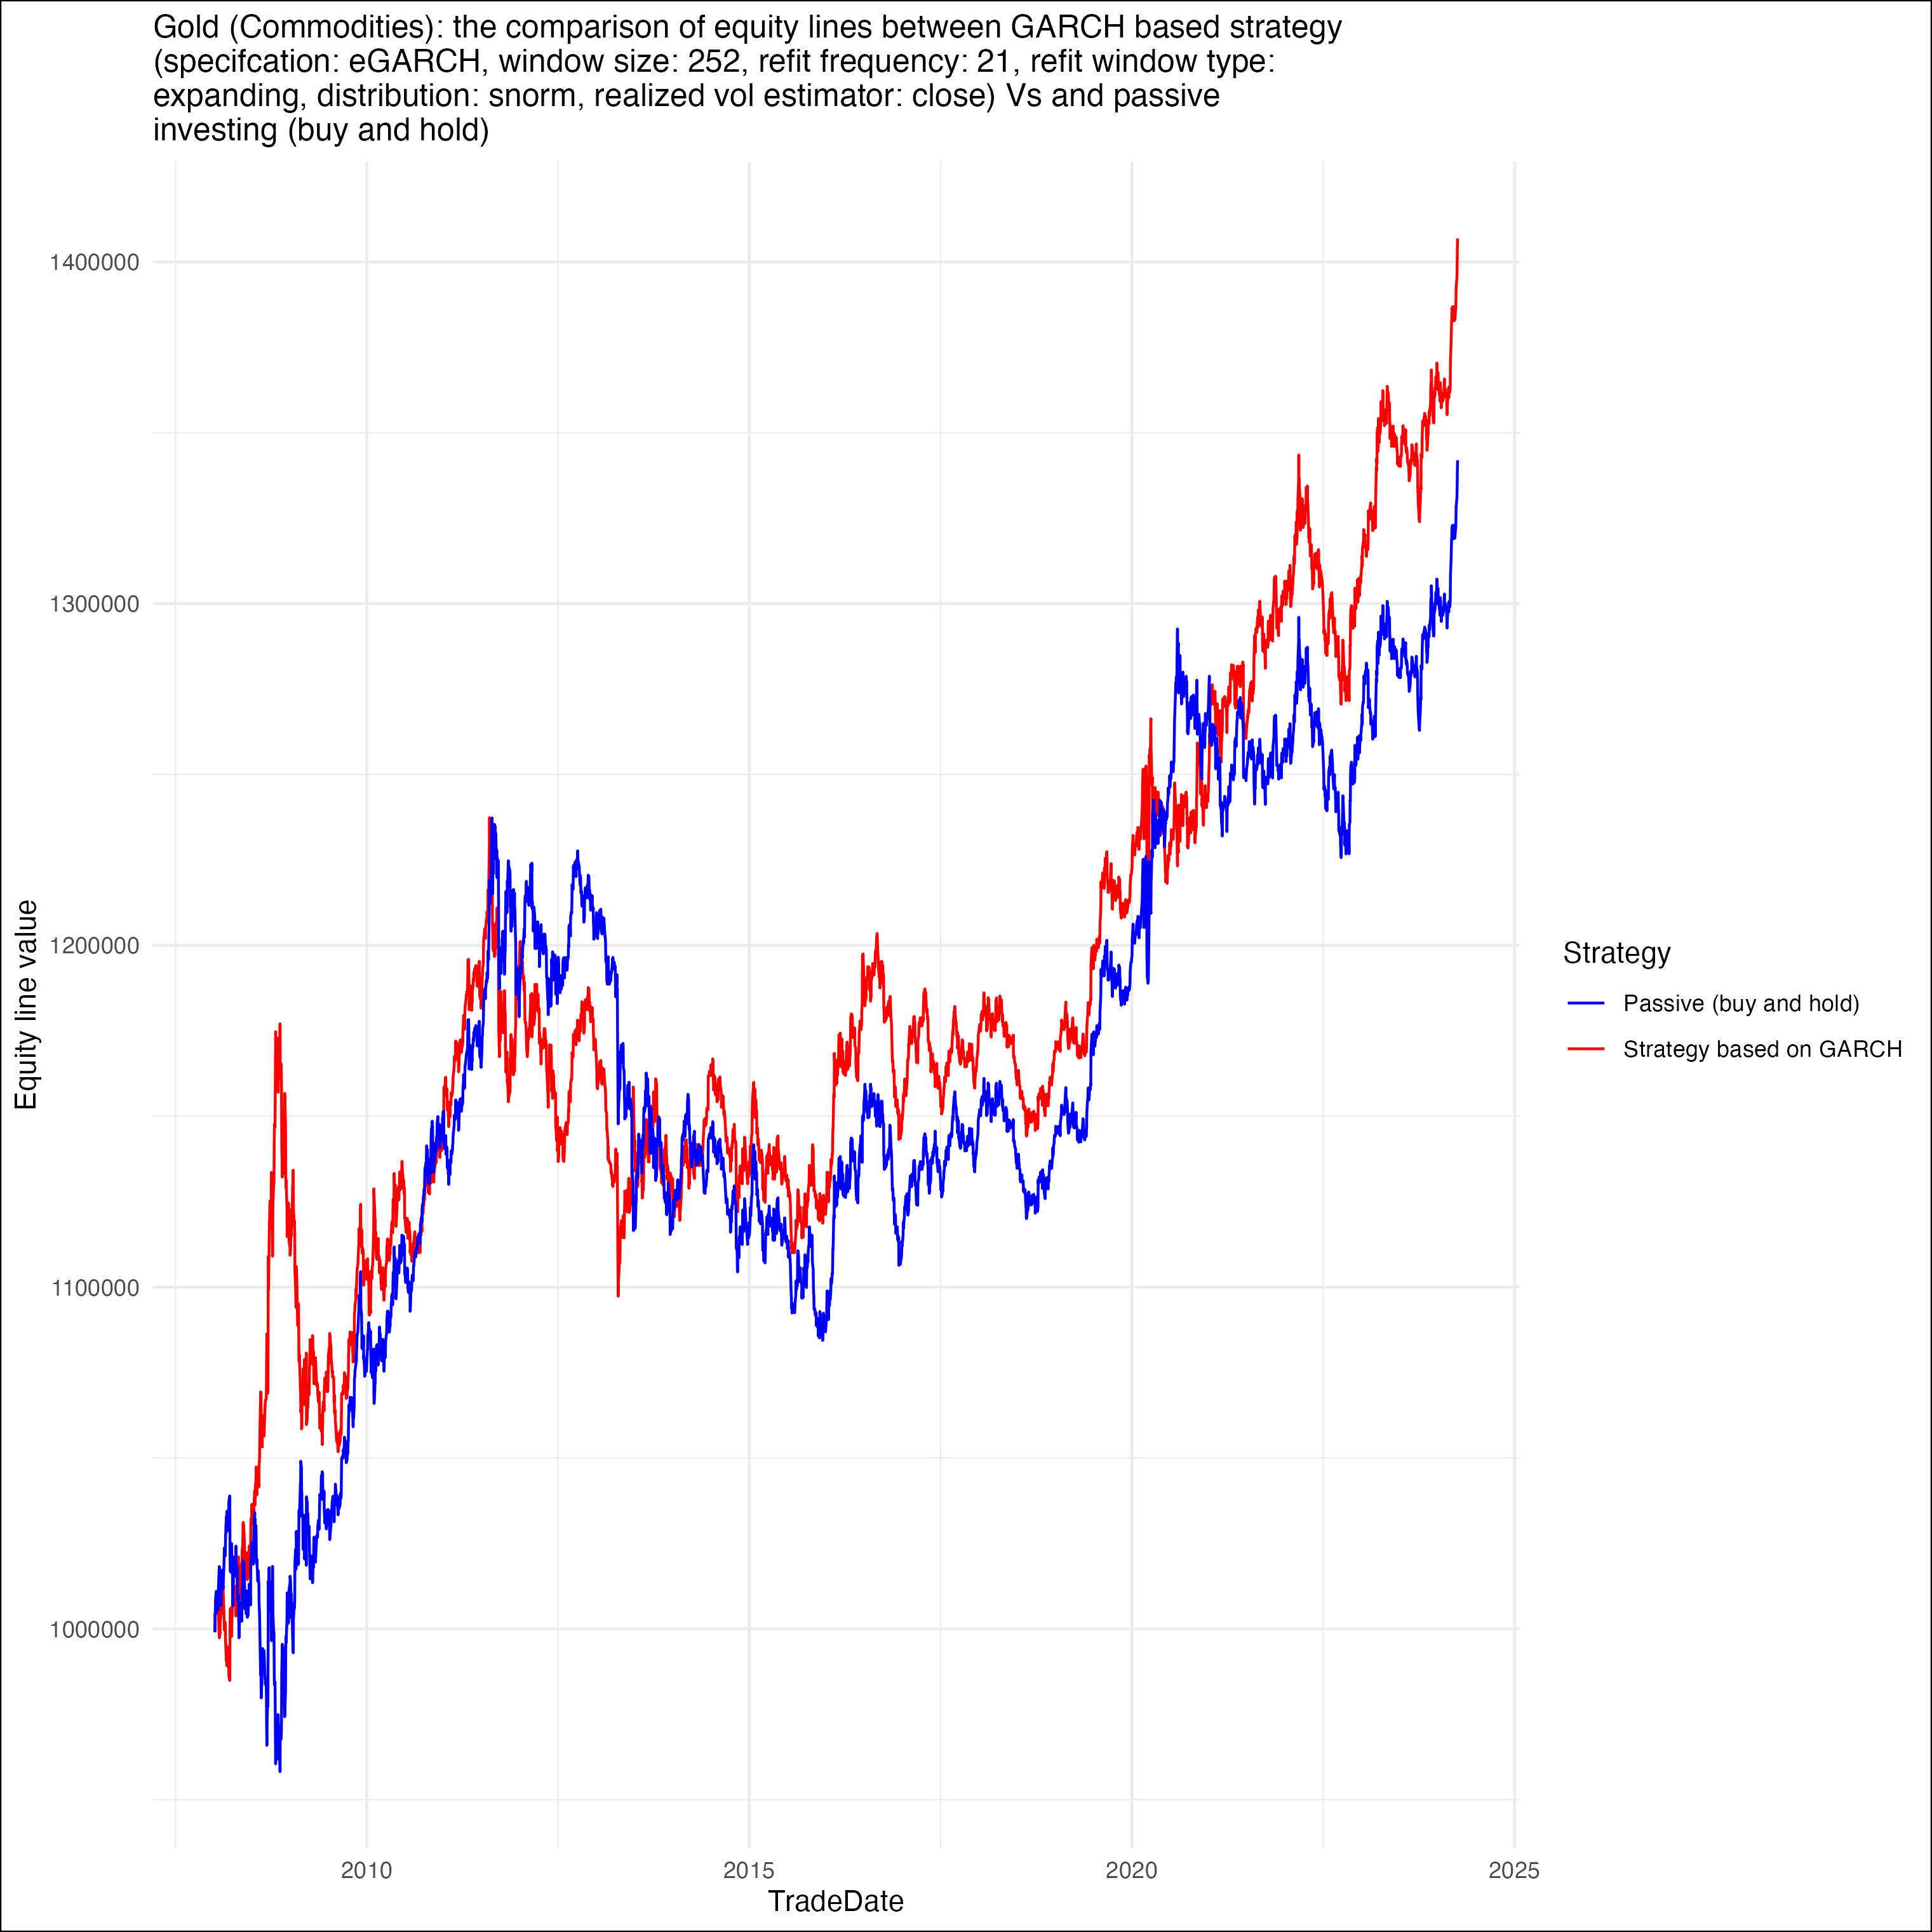 Gold (Commodities): the comparison of equity lines between GARCH based strategy
(specifcation: eGARCH, window size: 252, refit frequency: 21, refit window type:
expanding, distribution: snorm, realized vol estimator: close) Vs and passive
investing (buy and hold)
1400000
1300000
1200000
1100000
1000000
Equity line value
2010
2015
2020
2025
TradeDate
Strategy
Passive (buy and hold)
Strategy based on GARCH